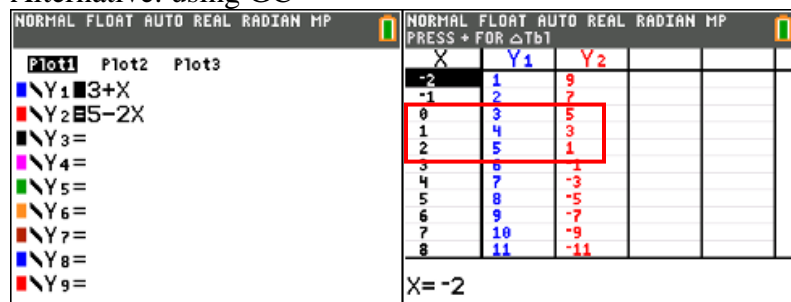 Alternative: using GC
NORMAL FLOAT AUTO REAL RADIAN MP
Plot1 Plot2 Plot3
\Y1=3+X
\Y2=5-2X
\Y3=
\Y4=
\Y5=
\Y6=
\Y7=
\Y8=
\Y9=
NORMAL FLOAT AUTO REAL RADIAN MP
PRESS + FOR △Tb1
X Y1 Y2
-2 1 9
-1 2 7
0 3 5
1 4 3
2 5 1
3 6 -1
4 7 -3
5 8 -5
6 9 -7
7 10 -9
8 11 -11
X= -2